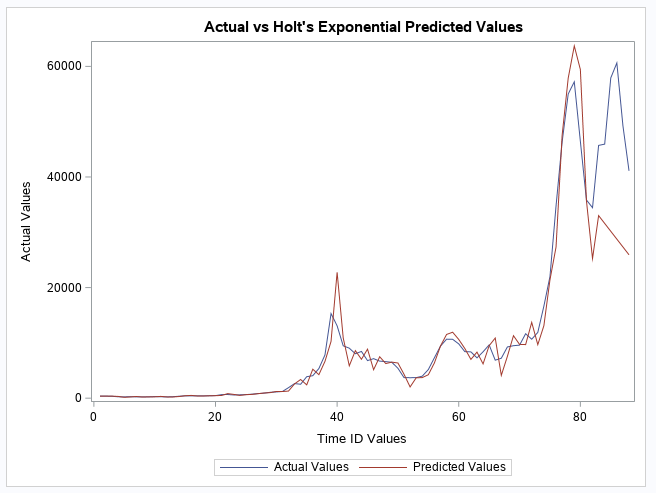 Actual vs Holt's Exponential Predicted Values
60000
40000
20000
0
Actual Values
0 20 40 60 80
Time ID Values
Actual Values Predicted Values